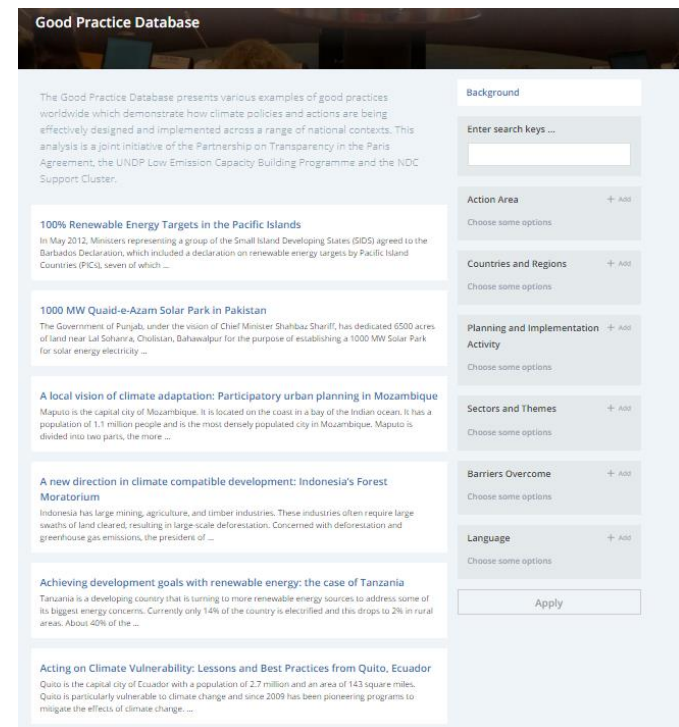 Good Practice Database
The Good Practice Database presents various examples of good practices
worldwide which demonstrate how climate policies and actions are being
effectively designed and implemented across a range of national contexts. This
analysis is a joint initiative of the Partnership on Transparency in the Paris
Agreement, the UNDP Low Emission Capacity Building Programme and the NDC
Support Cluster.
100% Renewable Energy Targets in the Pacific Islands
In May 2012, Ministers representing a group of the Small Island Developing States (SIDS) agreed to the
Barbados Declaration, which included a declaration on renewable energy targets by Pacific Island
Countries (PICs), seven of which ...
1000 MW Quaid-e-Azam Solar Park in Pakistan
The Government of Punjab, under the vision of Chief Minister Shahbaz Shariff, has dedicated 6500 acres
of land near Lal Sohanra, Cholistan, Bahawalpur for the purpose of establishing a 1000 MW Solar Park
for solar energy electricity ...
A local vision of climate adaptation: Participatory urban planning in Mozambique
Maputo is the capital city of Mozambique. It is located on the coast in a bay of the Indian ocean. It has a
population of 1.1 million people and is the most densely populated city in Mozambique. Maputo is
divided into two parts, the more ...
A new direction in climate compatible development: Indonesia's Forest
Moratorium
Indonesia has large mining, agriculture, and timber industries. These industries often require large
swaths of land cleared, resulting in large-scale deforestation. Concerned with deforestation and
greenhouse gas emissions, the president of ...
Achieving development goals with renewable energy: the case of Tanzania
Tanzania is a developing country that is turning to more renewable energy sources to address some of
its biggest energy concerns. Currently only 14% of the country is electrified and this drops to 2% in rural
areas. About 40% of the ...
Acting on Climate Vulnerability: Lessons and Best Practices from Quito, Ecuador
Quito is the capital city of Ecuador with a population of 2.7 million and an area of 143 square miles.
Quito is particularly vulnerable to climate change and since 2009 has been pioneering programs to
mitigate the effects of climate change. ...
Background
Enter search keys ...
Action Area + Add
Choose some options
Countries and Regions + Add
Choose some options
Planning and Implementation + Add
Activity
Choose some options
Sectors and Themes + Add
Choose some options
Barriers Overcome + Add
Choose some options
Language + Add
Choose some options
Apply